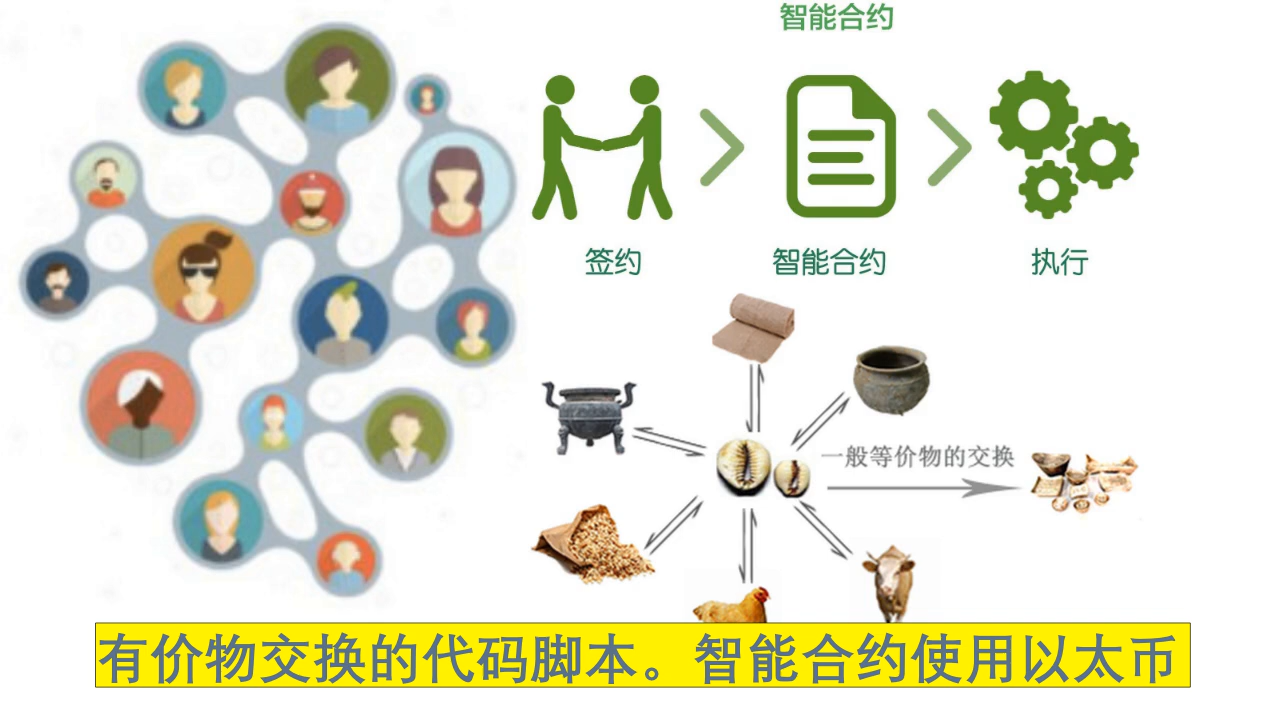 智能合约
签约
智能合约
执行
一般等价物的交换
有价物交换的代码脚本。智能合约使用以太币